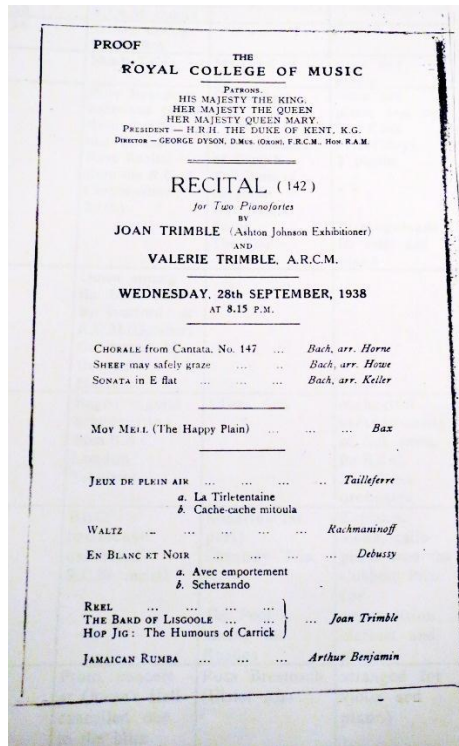 PROOF
THE
ROYAL COLLEGE OF MUSIC
PATRONS.
HIS MAJESTY THE KING.
HER MAJESTY THE QUEEN
HER MAJESTY QUEEN MARY.
PRESIDENT — H.R.H. THE DUKE OF KENT, K.G.
DIRECTOR — GEORGE DYSON, D.MUS. (OXON), F.R.C.M., HON. R.A.M.
RECITAL (142)
for Two Pianofortes
BY
JOAN TRIMBLE (Ashton Johnson Exhibitioner)
AND
VALERIE TRIMBLE, A.R.C.M.
WEDNESDAY, 28th SEPTEMBER, 1938
AT 8.15 P.M.
CHORALE from Cantata, No. 147 ... Bach, arr. Horne
SHEEP may safely graze ... .. Bach, arr. Howe
SONATA in E flat ... ... ... Bach, arr. Keller
MOY MELL (The Happy Plain) ... ... ... Bax
JEUX DE PLEIN AIR ... ... ... ... Tailleferre
a. La Tirletentaine
b. Cache-cache mitoula
WALTZ .. ... ... ... ... Rachmaninoff
EN BLANC ET NOIR ... ... ... ... Debussy
a. Avec emportement
b. Scherzando
REEL ... ... ... ...
THE BARD OF LISGOOLE ... ... ... Joan Trimble
HOP JIG: The Humours of Carrick
JAMAICAN RUMBA ... ... ... Arthur Benjamin